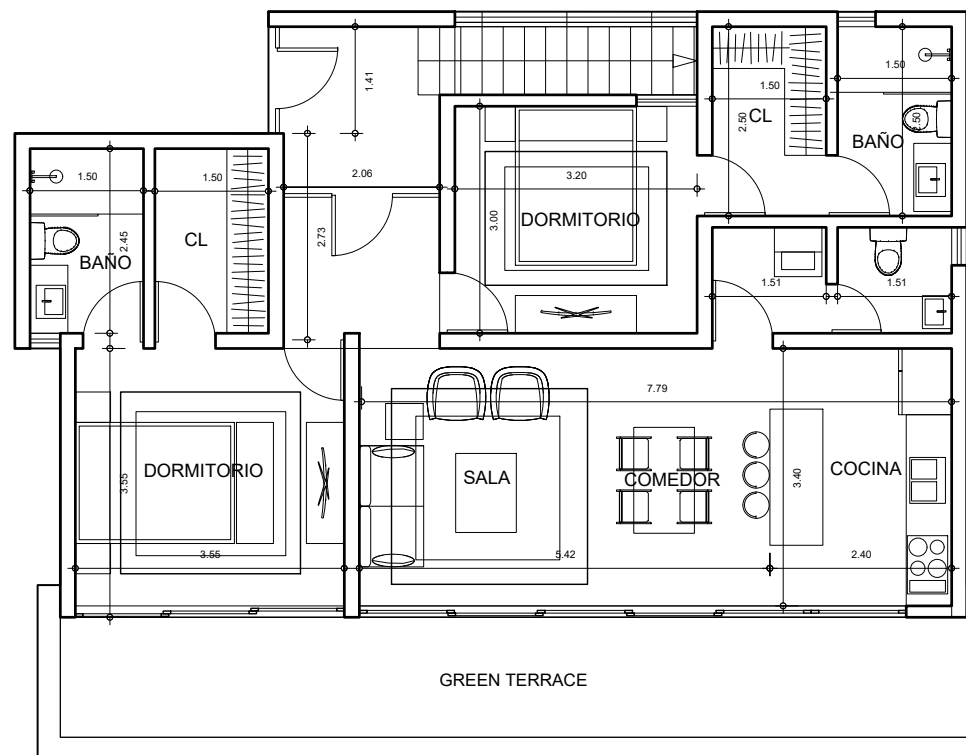 1.41
1.50
1.50
2.50
CL
2.50
BAÑO
1.50
1.50
2.06
3.20
DORMITORIO
3.00
2.45
CL
BAÑO
2.73
1.51
1.51
7.79
DORMITORIO
3.55
SALA
COMEDOR
3.40
COCINA
3.55
5.42
2.40
GREEN TERRACE